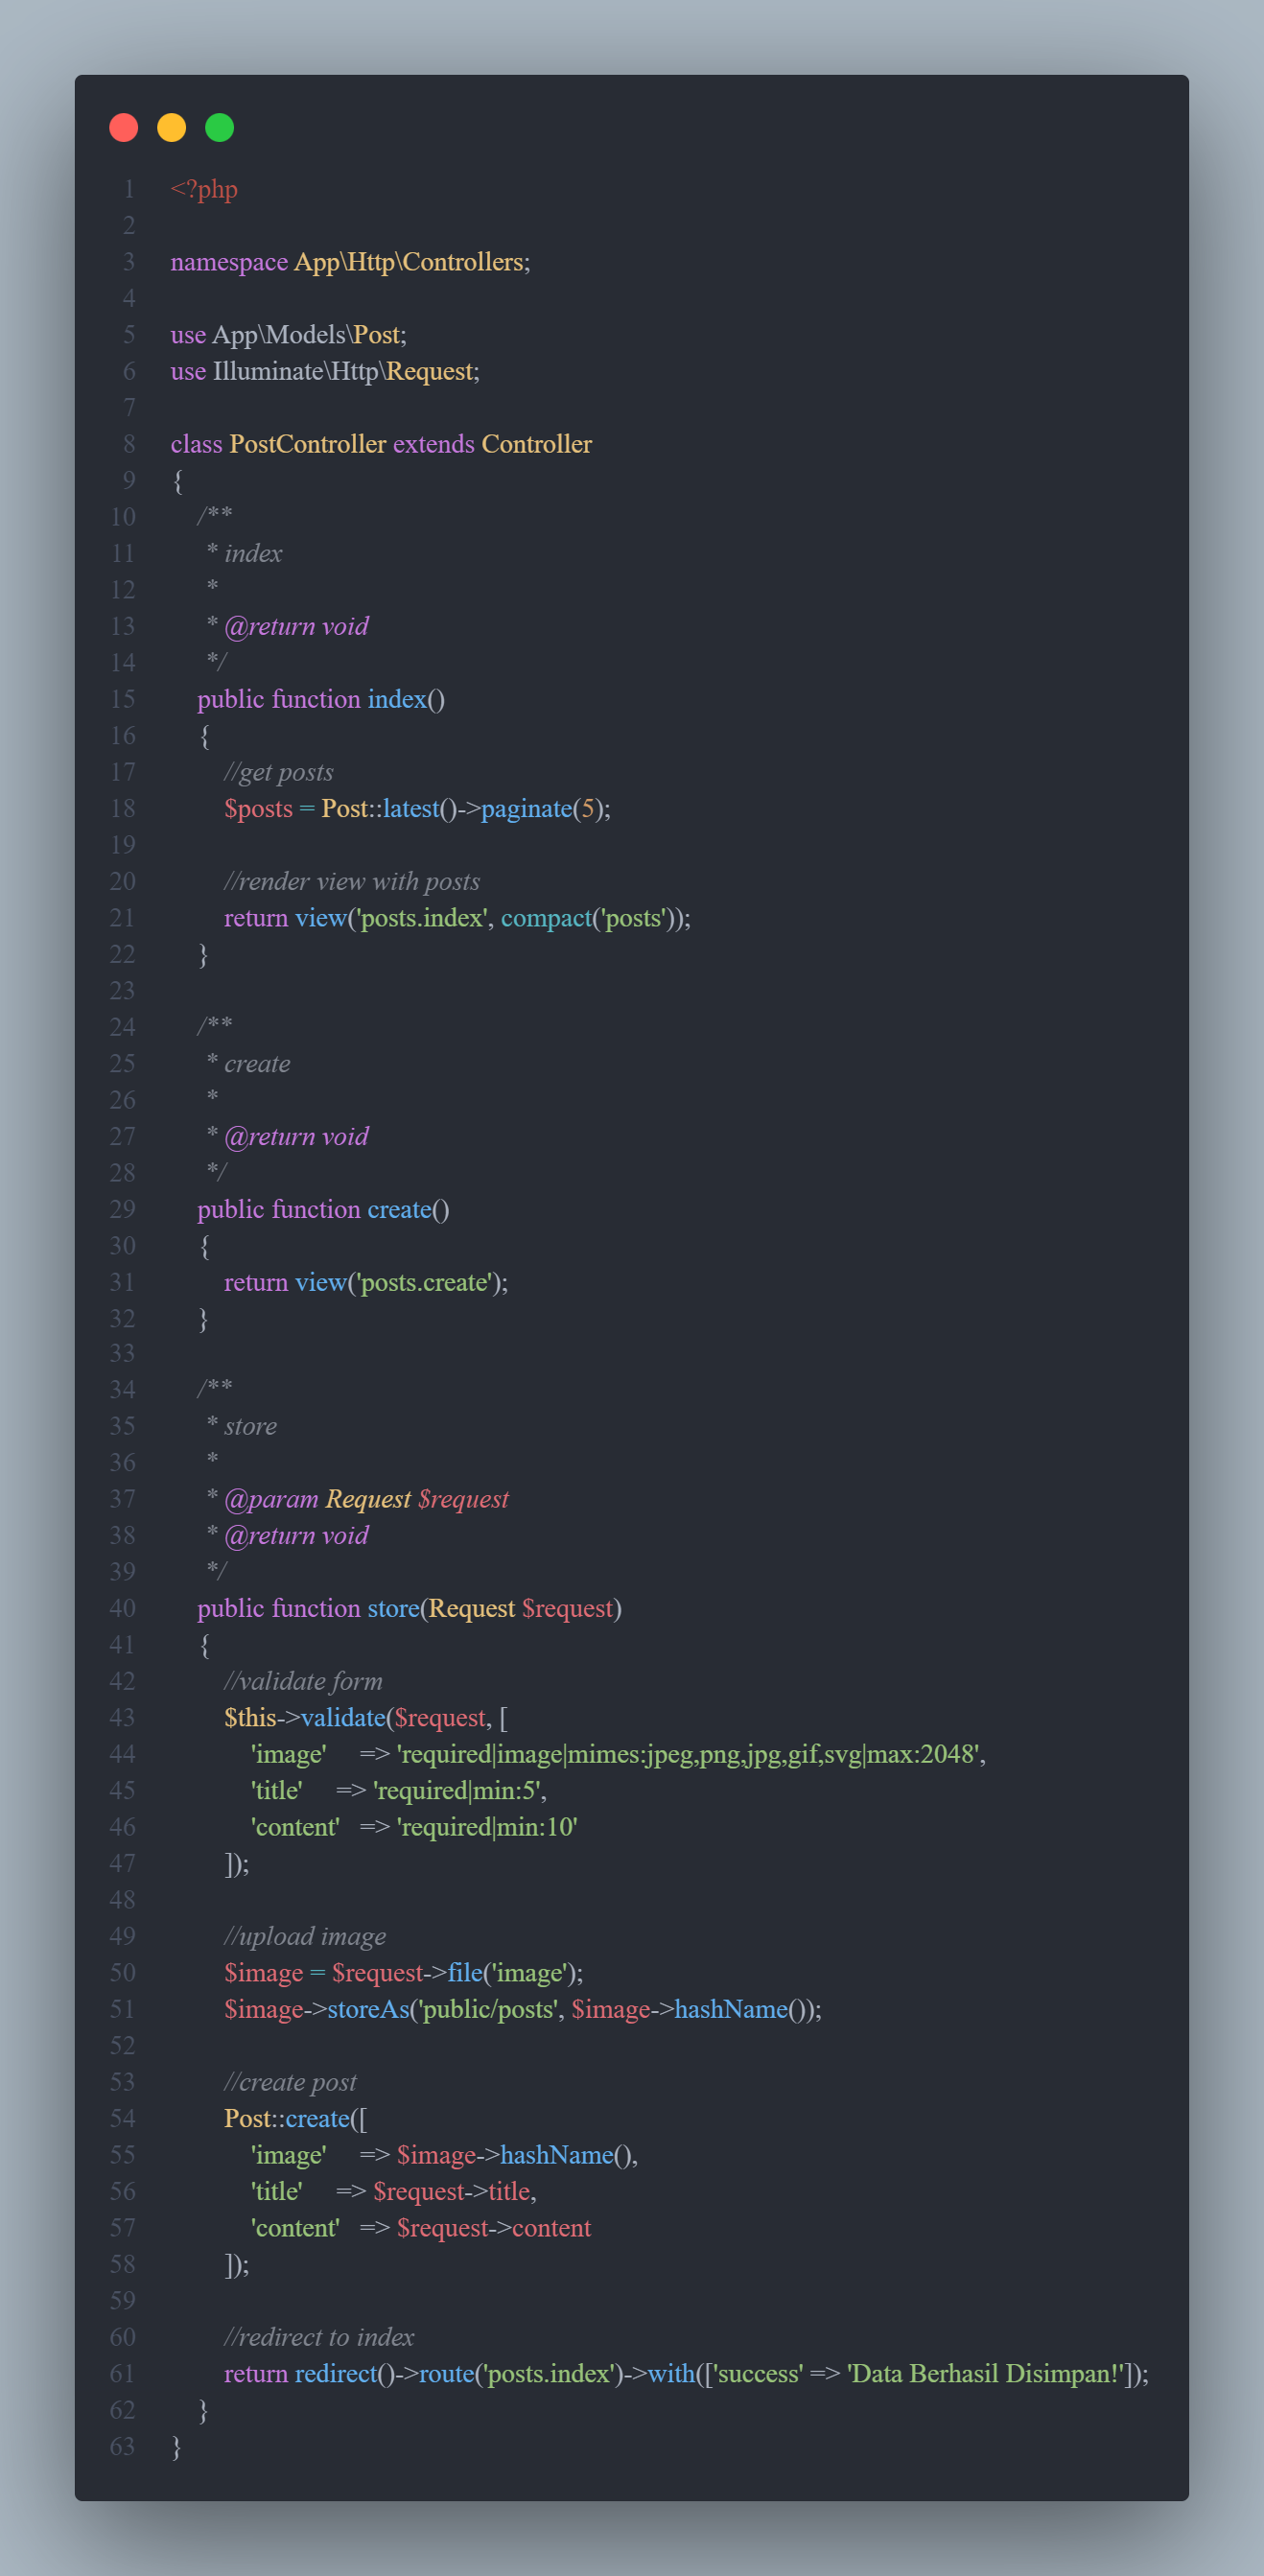 1 <?php
2
3 namespace App\Http\Controllers;
4
5 use App\Models\Post;
6 use Illuminate\Http\Request;
7
8 class PostController extends Controller
9 {
10     /**
11      * index
12      *
13      * @return void
14      */
15     public function index()
16     {
17         //get posts
18         $posts = Post::latest()->paginate(5);
19
20         //render view with posts
21         return view('posts.index', compact('posts'));
22     }
23
24     /**
25      * create
26      *
27      * @return void
28      */
29     public function create()
30     {
31         return view('posts.create');
32     }
33
34     /**
35      * store
36      *
37      * @param Request $request
38      * @return void
39      */
40     public function store(Request $request)
41     {
42         //validate form
43         $this->validate($request, [
44             'image'     => 'required|image|mimes:jpeg,png,jpg,gif,svg|max:2048',
45             'title'     => 'required|min:5',
46             'content'   => 'required|min:10'
47         ]);
48
49         //upload image
50         $image = $request->file('image');
51         $image->storeAs('public/posts', $image->hashName());
52
53         //create post
54         Post::create([
55             'image'     => $image->hashName(),
56             'title'     => $request->title,
57             'content'   => $request->content
58         ]);
59
60         //redirect to index
61         return redirect()->route('posts.index')->with(['success' => 'Data Berhasil Disimpan!']);
62     }
63 }